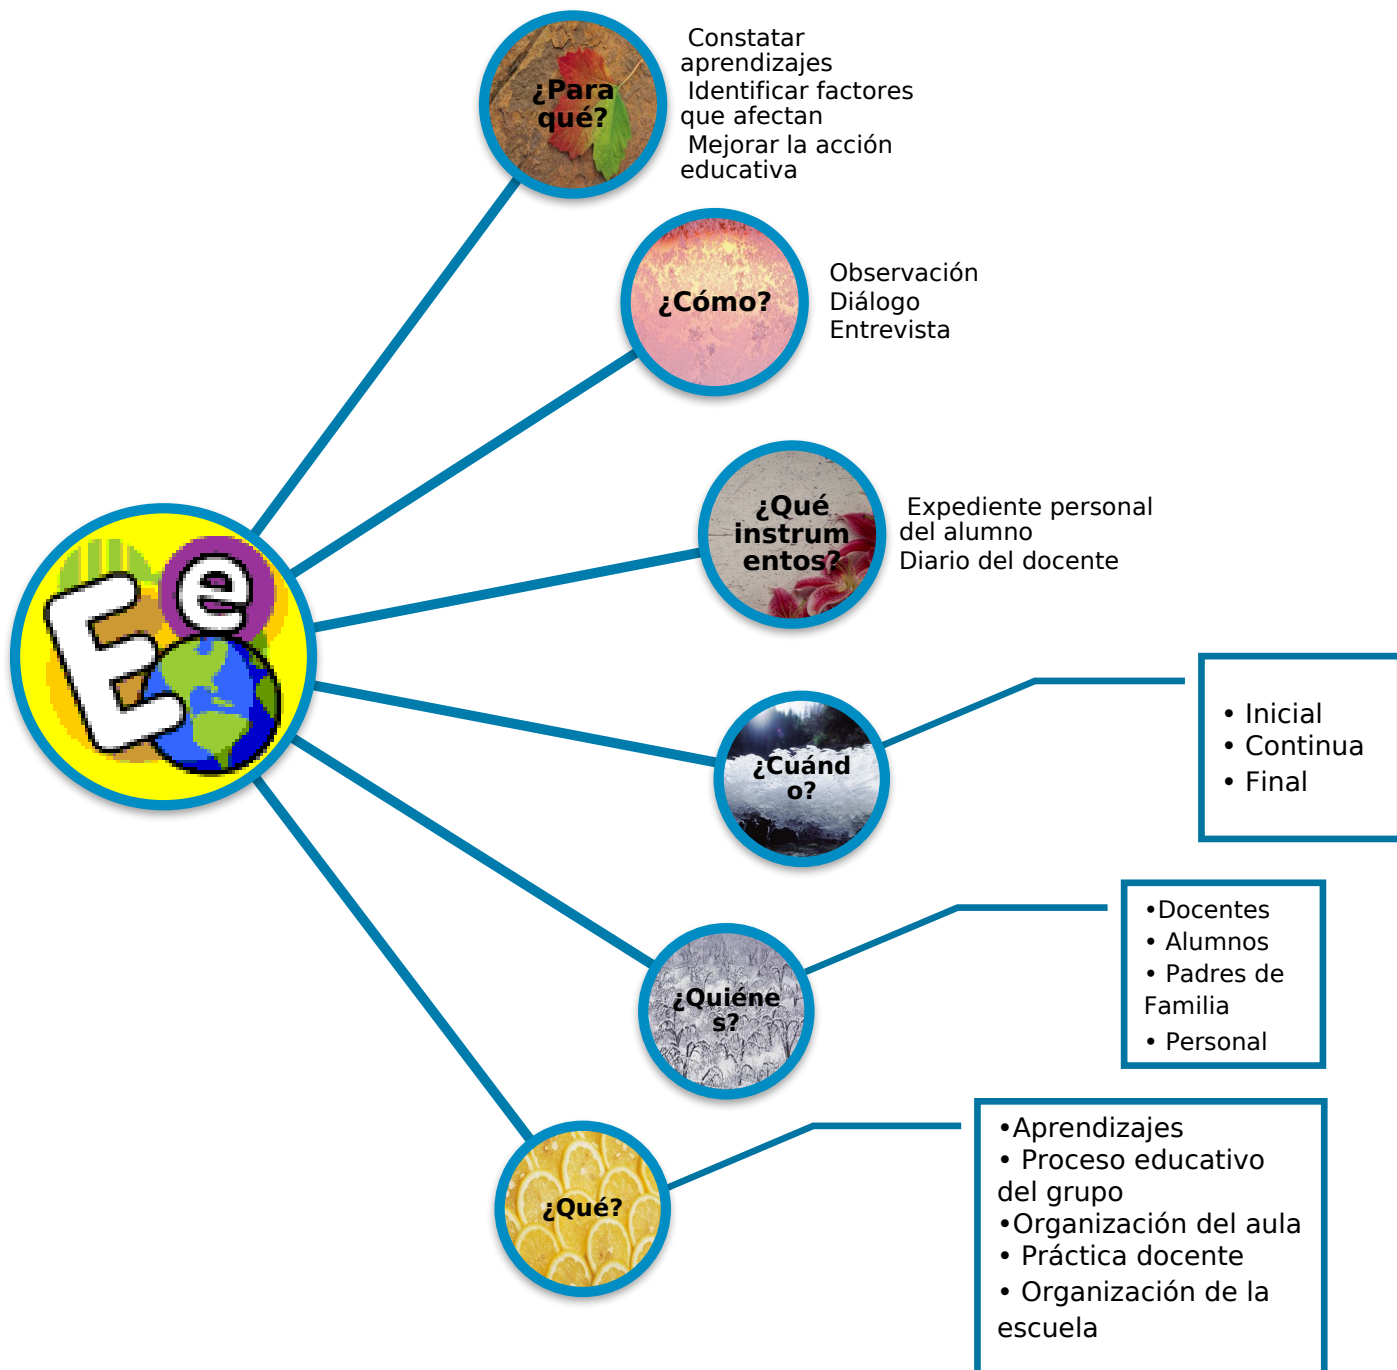 ¿Para
qué?
Constatar
aprendizajes
Identificar factores
que afectan
Mejorar la acción
educativa
¿Cómo?
Observación
Diálogo
Entrevista
¿Qué
instrum
entos?
Expediente personal
del alumno
Diario del docente
E e
¿Cuánd
o?
• Inicial
• Continua
• Final
¿Quiéne
s?
•Docentes
• Alumnos
• Padres de
Familia
• Personal
¿Qué?
•Aprendizajes
• Proceso educativo
del grupo
•Organización del aula
• Práctica docente
• Organización de la
escuela